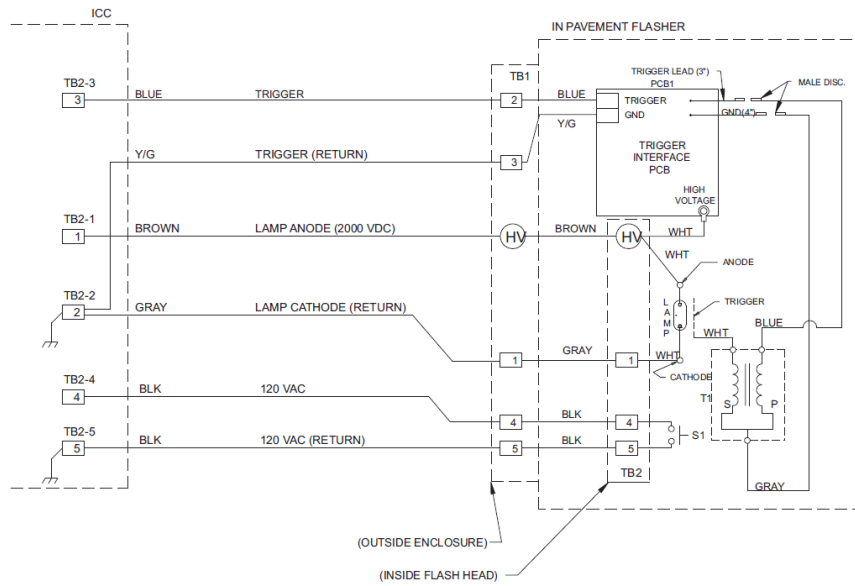 ICC
IN PAVEMENT FLASHER
TB2-3
3
BLUE
TRIGGER
TB1
2
BLUE
TRIGGER LEAD (3")
PCB1
MALE DISC.
TRIGGER
GND
GND(4")
Y/G
TRIGGER
INTERFACE
PCB
HIGH
VOLTAGE
Y/G
TRIGGER (RETURN)
3
TB2-1
1
BROWN
LAMP ANODE (2000 VDC)
HV
BROWN
HV
WHT
WHT
ANODE
TB2-2
2
GRAY
LAMP CATHODE (RETURN)
LAMP
TRIGGER
WHT
BLUE
1
GRAY
1
WHT
CATHODE
T1
S
P
TB2-4
4
BLK
120 VAC
4
BLK
4
S1
TB2-5
5
BLK
120 VAC (RETURN)
5
BLK
5
TB2
GRAY
(OUTSIDE ENCLOSURE)
(INSIDE FLASH HEAD)